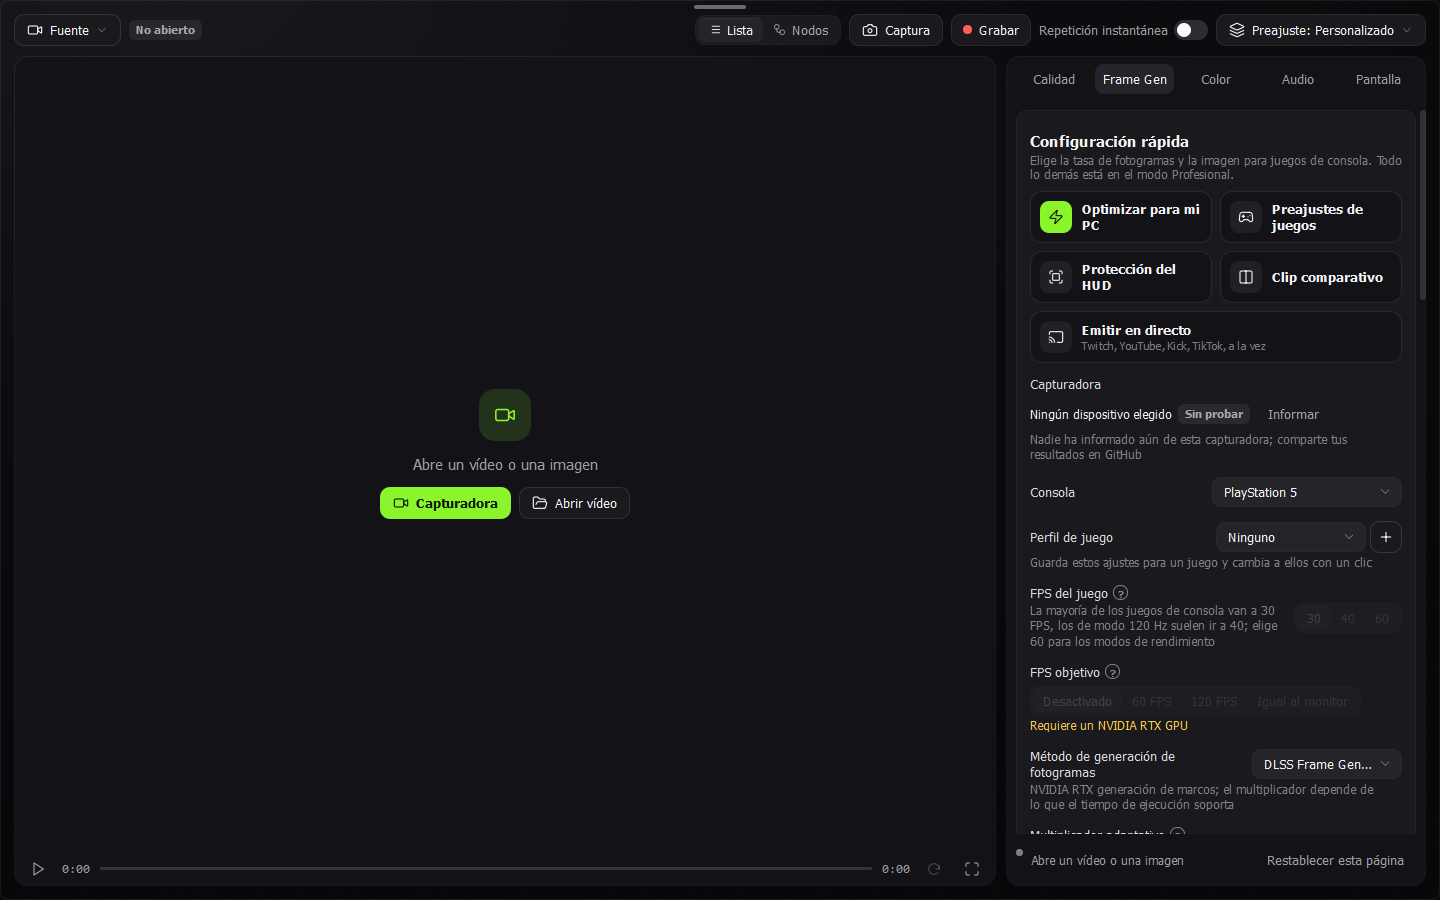 Fuente
No abierto
Lista
Nodos
Captura
Grabar
Repetición instantánea
Preajuste: Personalizado
Abre un vídeo o una imagen
Capturadora
Abrir vídeo
0:00
0:00
Calidad
Frame Gen
Color
Audio
Pantalla
Configuración rápida
Elige la tasa de fotogramas y la imagen para juegos de consola. Todo
lo demás está en el modo Profesional.
Optimizar para mi
PC
Preajustes de
juegos
Protección del
HUD
Clip comparativo
Emitir en directo
Twitch, YouTube, Kick, TikTok, a la vez
Capturadora
Ningún dispositivo elegido
Sin probar
Informar
Nadie ha informado aún de esta capturadora; comparte tus
resultados en GitHub
Consola
PlayStation 5
Perfil de juego
Ninguno
Guarda estos ajustes para un juego y cambia a ellos con un clic
FPS del juego
La mayoría de los juegos de consola van a 30
FPS, los de modo 120 Hz suelen ir a 40; elige
60 para los modos de rendimiento
30
40
60
FPS objetivo
Desactivado
60 FPS
120 FPS
Igual al monitor
Requiere un NVIDIA RTX GPU
Método de generación de
fotogramas
DLSS Frame Gen...
NVIDIA RTX generación de marcos; el multiplicador depende de
lo que el tiempo de ejecución soporta
Multiplicador adaptativo
Abre un vídeo o una imagen
Restablecer esta página